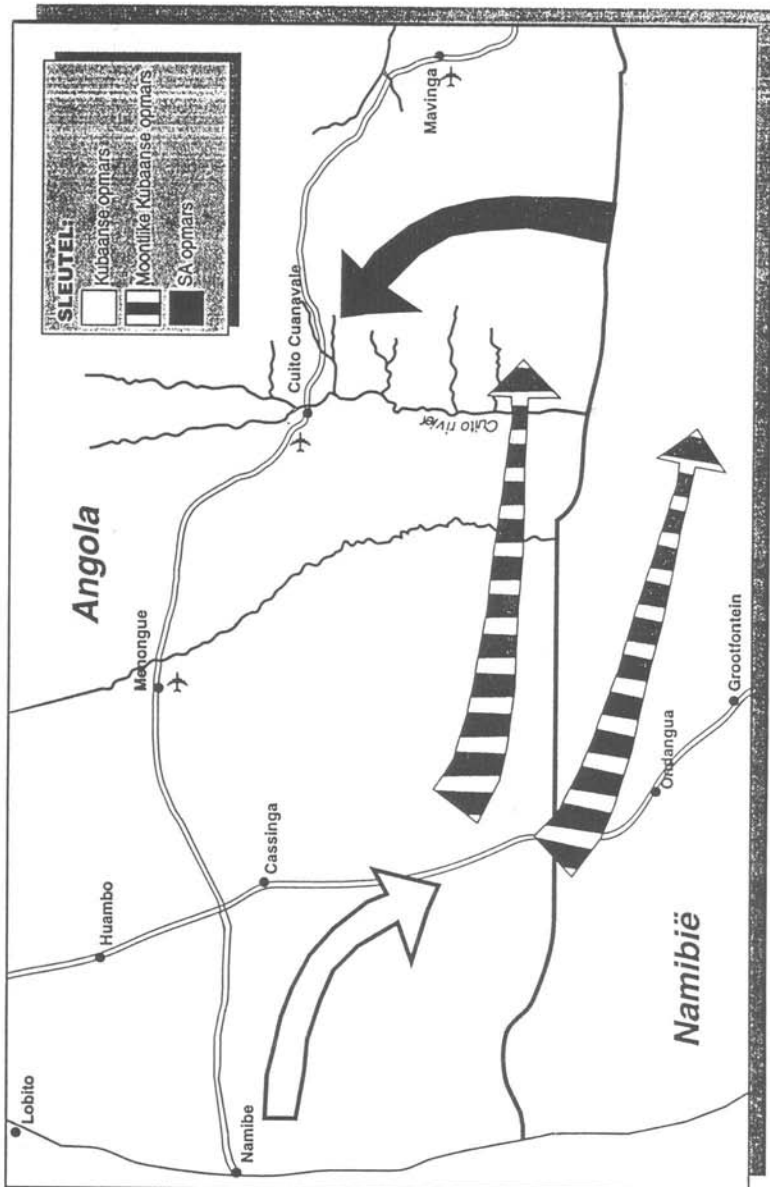 SLEUTEL:
Kubaanse opmars
Moontlike Kubaanse opmars
SA opmars
Lobito
Huambo
Angola
Namibe
Menongue
Cassinga
Cuito Cuanavale
Cuito rivier
Mavinga
Ondangua
Grootfontein
Namibië